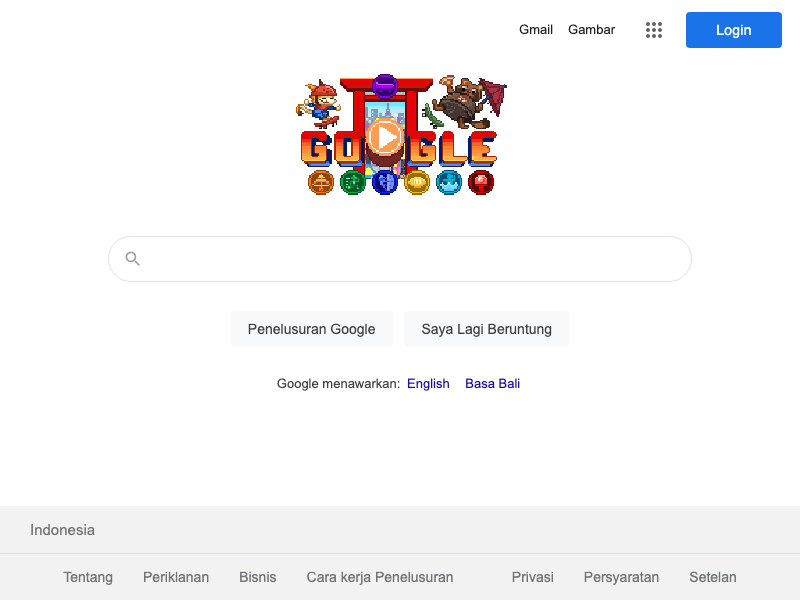 Gmail Gambar Login
GOOGLE
Penelusuran Google Saya Lagi Beruntung
Google menawarkan: English Basa Bali
Indonesia
Tentang Periklanan Bisnis Cara kerja Penelusuran Privasi Persyaratan Setelan